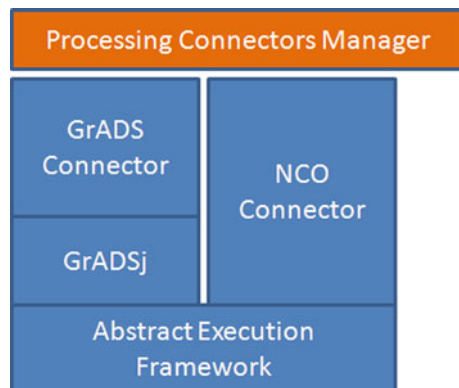 Processing Connectors Manager
GrADS
Connector
NCO
Connector
GrADSj
Abstract Execution
Framework